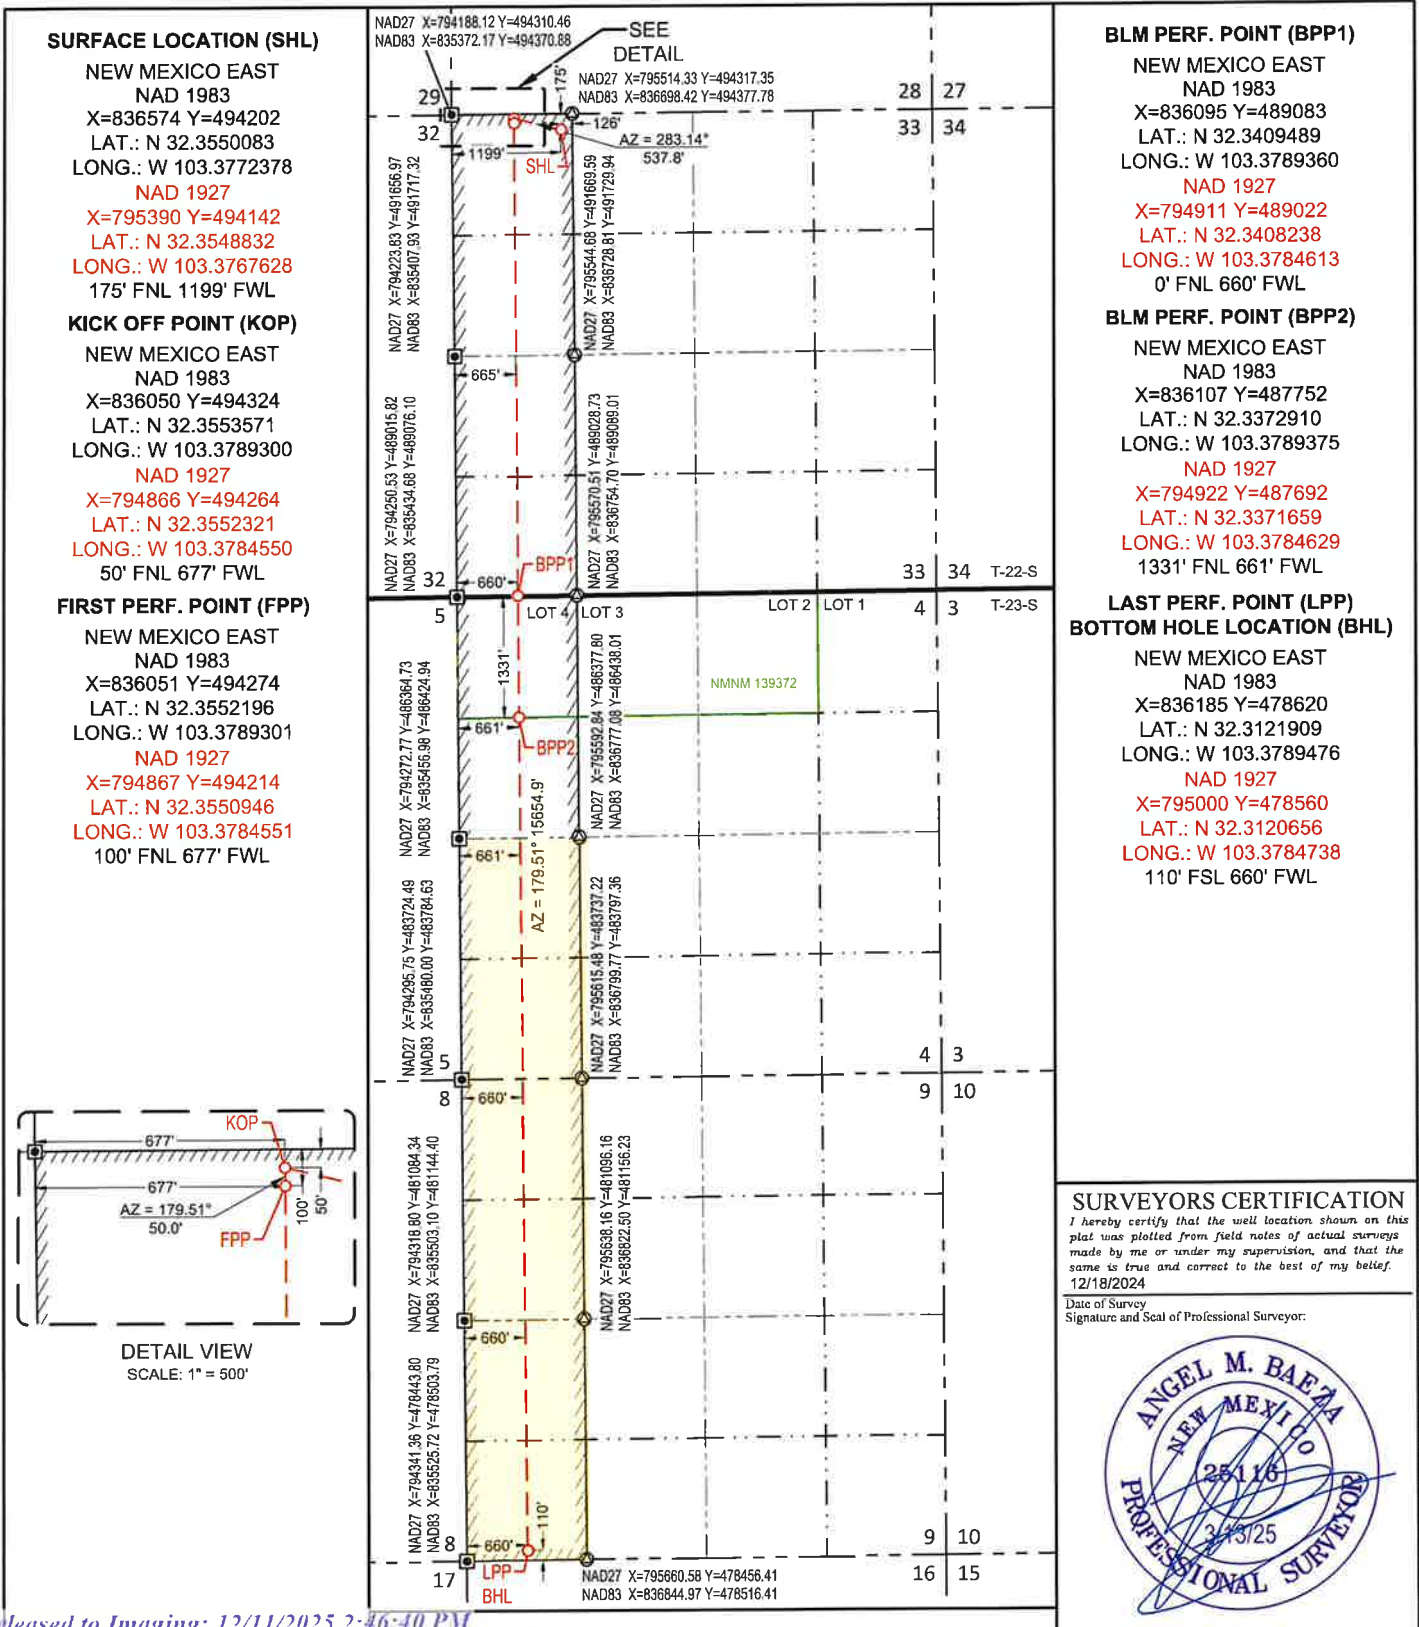 SURFACE LOCATION (SHL)
NEW MEXICO EAST
NAD 1983
X=836574 Y=494202
LAT.: N 32.3550083
LONG.: W 103.3772378
NAD 1927
X=795390 Y=494142
LAT.: N 32.3548832
LONG.: W 103.3767628
175' FNL 1199' FWL
KICK OFF POINT (KOP)
NEW MEXICO EAST
NAD 1983
X=836050 Y=494324
LAT.: N 32.3553571
LONG.: W 103.3789300
NAD 1927
X=794866 Y=494264
LAT.: N 32.3552321
LONG.: W 103.3784550
50' FNL 677' FWL
FIRST PERF. POINT (FPP)
NEW MEXICO EAST
NAD 1983
X=836051 Y=494274
LAT.: N 32.3552196
LONG.: W 103.3789301
NAD 1927
X=794867 Y=494214
LAT.: N 32.3550946
LONG.: W 103.3784551
100' FNL 677' FWL
KOP
677'
677'
AZ = 179.51°
50.0'
FPP
100'
50'
DETAIL VIEW
SCALE: 1" = 500'
NAD27 X=794188.12 Y=494310.46
NAD83 X=835372.17 Y=494370.88
SEE
DETAIL
NAD27 X=795514.33 Y=494317.35
NAD83 X=836698.42 Y=494377.78
175'
29
28 27
32
33 34
126'
1199'
AZ = 283.14°
537.8'
SHL
NAD27 X=794223.83 Y=491656.97
NAD83 X=835407.93 Y=491717.32
NAD27 X=795544.68 Y=491669.59
NAD83 X=836728.81 Y=491729.94
665'
NAD27 X=794250.53 Y=489015.82
NAD83 X=835434.68 Y=489076.10
NAD27 X=795570.51 Y=489028.73
NAD83 X=836754.70 Y=489089.01
BPP1
32
660'
33 34 T-22-S
5
LOT 4 LOT 3
LOT 2 LOT 1
4 3 T-23-S
1331'
NMNM 139372
NAD27 X=794272.77 Y=486364.73
NAD83 X=835456.98 Y=486424.94
NAD27 X=795592.84 Y=486377.80
NAD83 X=836777.08 Y=486438.01
661'
BPP2
AZ = 179.51° 15654.9'
661'
NAD27 X=794295.75 Y=483724.49
NAD83 X=835480.00 Y=483784.63
NAD27 X=795615.48 Y=483737.22
NAD83 X=836799.77 Y=483797.36
5
4 3
8
660'
9 10
NAD27 X=794318.80 Y=481084.34
NAD83 X=835503.10 Y=481144.40
NAD27 X=795638.16 Y=481096.16
NAD83 X=836822.50 Y=481156.23
660'
NAD27 X=794341.36 Y=478443.80
NAD83 X=835525.72 Y=478503.79
110'
8
660'
9 10
17
LPP
BHL
16 15
NAD27 X=795660.58 Y=478456.41
NAD83 X=836844.97 Y=478516.41
BLM PERF. POINT (BPP1)
NEW MEXICO EAST
NAD 1983
X=836095 Y=489083
LAT.: N 32.3409489
LONG.: W 103.3789360
NAD 1927
X=794911 Y=489022
LAT.: N 32.3408238
LONG.: W 103.3784613
0' FNL 660' FWL
BLM PERF. POINT (BPP2)
NEW MEXICO EAST
NAD 1983
X=836107 Y=487752
LAT.: N 32.3372910
LONG.: W 103.3789375
NAD 1927
X=794922 Y=487692
LAT.: N 32.3371659
LONG.: W 103.3784629
1331' FNL 661' FWL
LAST PERF. POINT (LPP)
BOTTOM HOLE LOCATION (BHL)
NEW MEXICO EAST
NAD 1983
X=836185 Y=478620
LAT.: N 32.3121909
LONG.: W 103.3789476
NAD 1927
X=795000 Y=478560
LAT.: N 32.3120656
LONG.: W 103.3784738
110' FSL 660' FWL
SURVEYORS CERTIFICATION
I hereby certify that the well location shown on this
plat was plotted from field notes of actual surveys
made by me or under my supervision, and that the
same is true and correct to the best of my belief.
12/18/2024
Date of Survey
Signature and Seal of Professional Surveyor:
ANGEL M. BAEZA
NEW MEXICO
25116
3/13/25
PROFESSIONAL SURVEYOR
leased to Imaging: 12/11/2025 2:46:40 PM